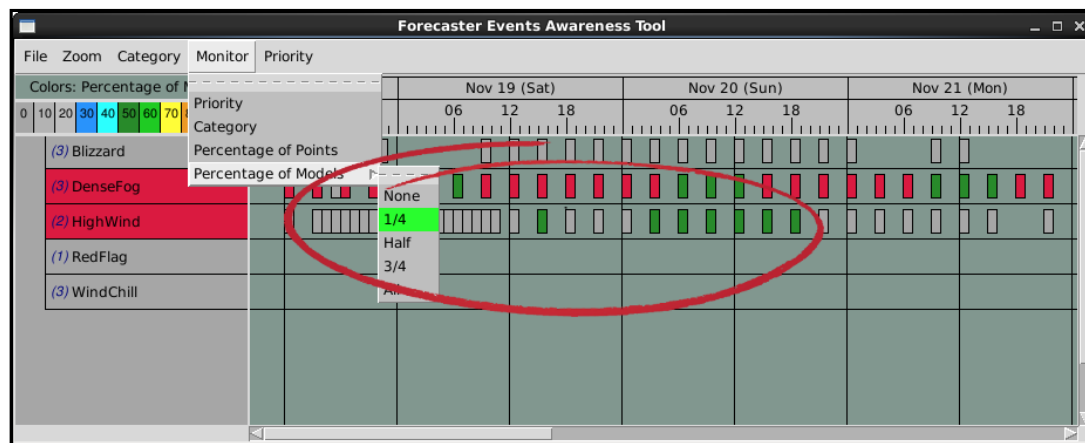 Forecaster Events Awareness Tool
File Zoom Category Monitor Priority
Colors: Percentage of
Nov 19 (Sat) Nov 20 (Sun) Nov 21 (Mon)
0 10 20 30 40 50 60 70
06 12 18 06 12 18 06 12 18
Priority
Category
Percentage of Points
Percentage of Models
None
1/4
Half
3/4
All
(3) Blizzard
(3) DenseFog
(2) HighWind
(1) RedFlag
(3) WindChill